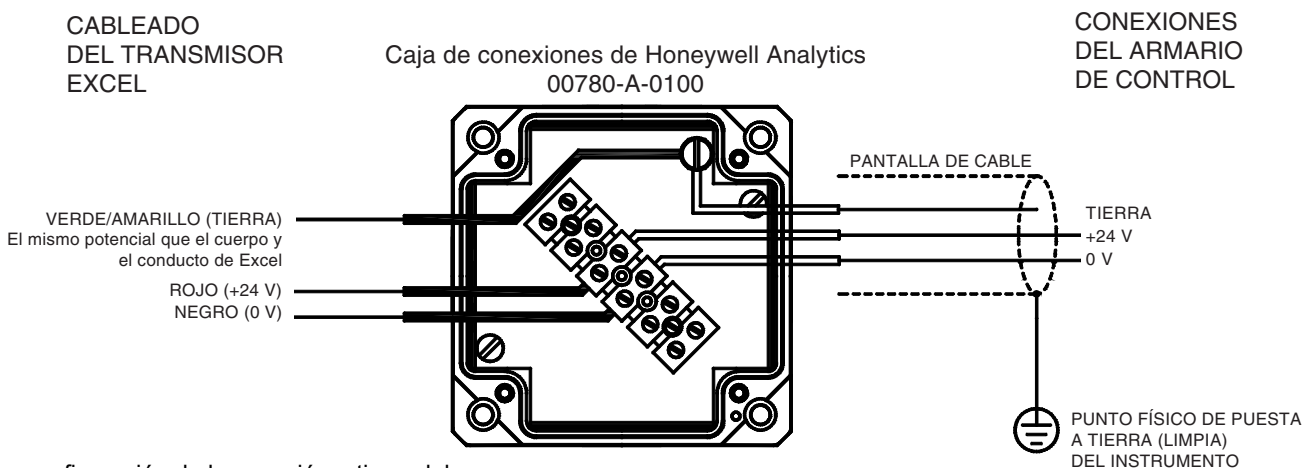 CABLEADO
DEL TRANSMISOR
EXCEL
Caja de conexiones de Honeywell Analytics
00780-A-0100
CONEXIONES
DEL ARMARIO
DE CONTROL
PANTALLA DE CABLE
VERDE/AMARILLO (TIERRA)
El mismo potencial que el cuerpo y
el conducto de Excel
ROJO (+24 V)
NEGRO (0 V)
TIERRA
+24 V
0 V
PUNTO FÍSICO DE PUESTA
A TIERRA (LIMPIA)
DEL INSTRUMENTO